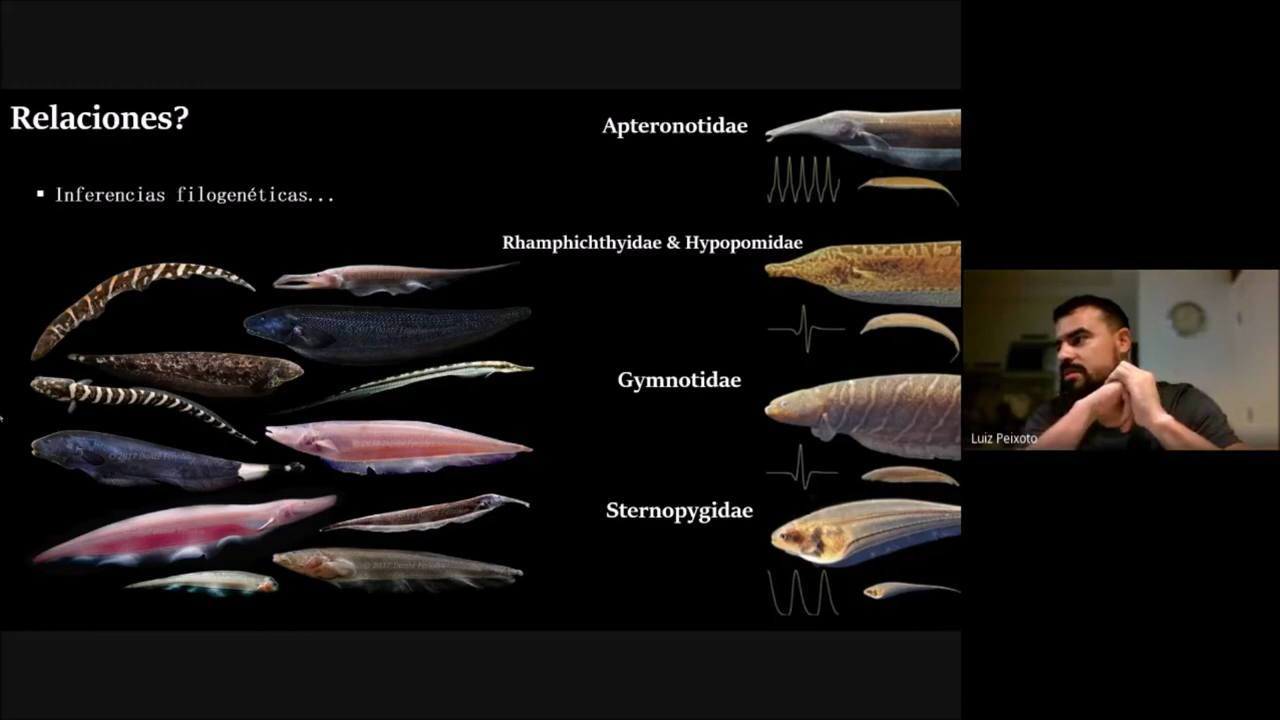 Relaciones?
▪ Inferencias filogenéticas...
Apteronotidae
Rhamphichthyidae & Hypopomidae
Gymnotidae
Sternopygidae
Luiz Peixoto